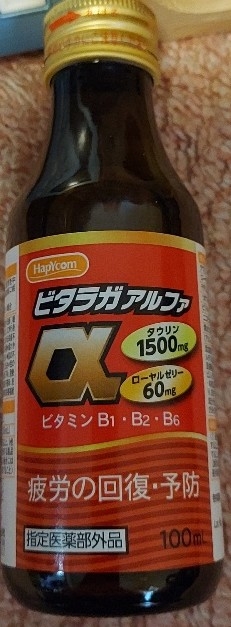 HapYcom
ビタラガアルファ
α
タウリン
1500mg
ローヤルゼリー
60mg
ビタミン B1・B2・B6
疲労の回復・予防
指定医薬部外品
100mL